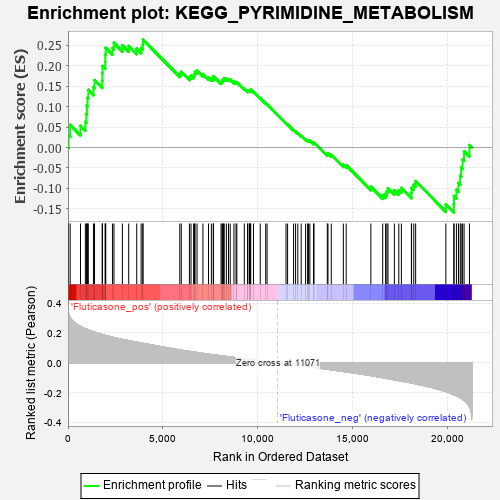 Enrichment plot: KEGG_PYRIMIDINE_METABOLISM
Enrichment score (ES)
0.25
0.20
0.15
0.10
0.05
0.00
-0.05
-0.10
-0.15
Ranked list metric (Pearson)
'Fluticasone_pos' (positively correlated)
0.4
0.2
0.0
-0.2
-0.4
Zero cross at 11071
'Fluticasone_neg' (negatively correlated)
0
5,000
10,000
15,000
20,000
Rank in Ordered Dataset
Enrichment profile
Hits
Ranking metric scores